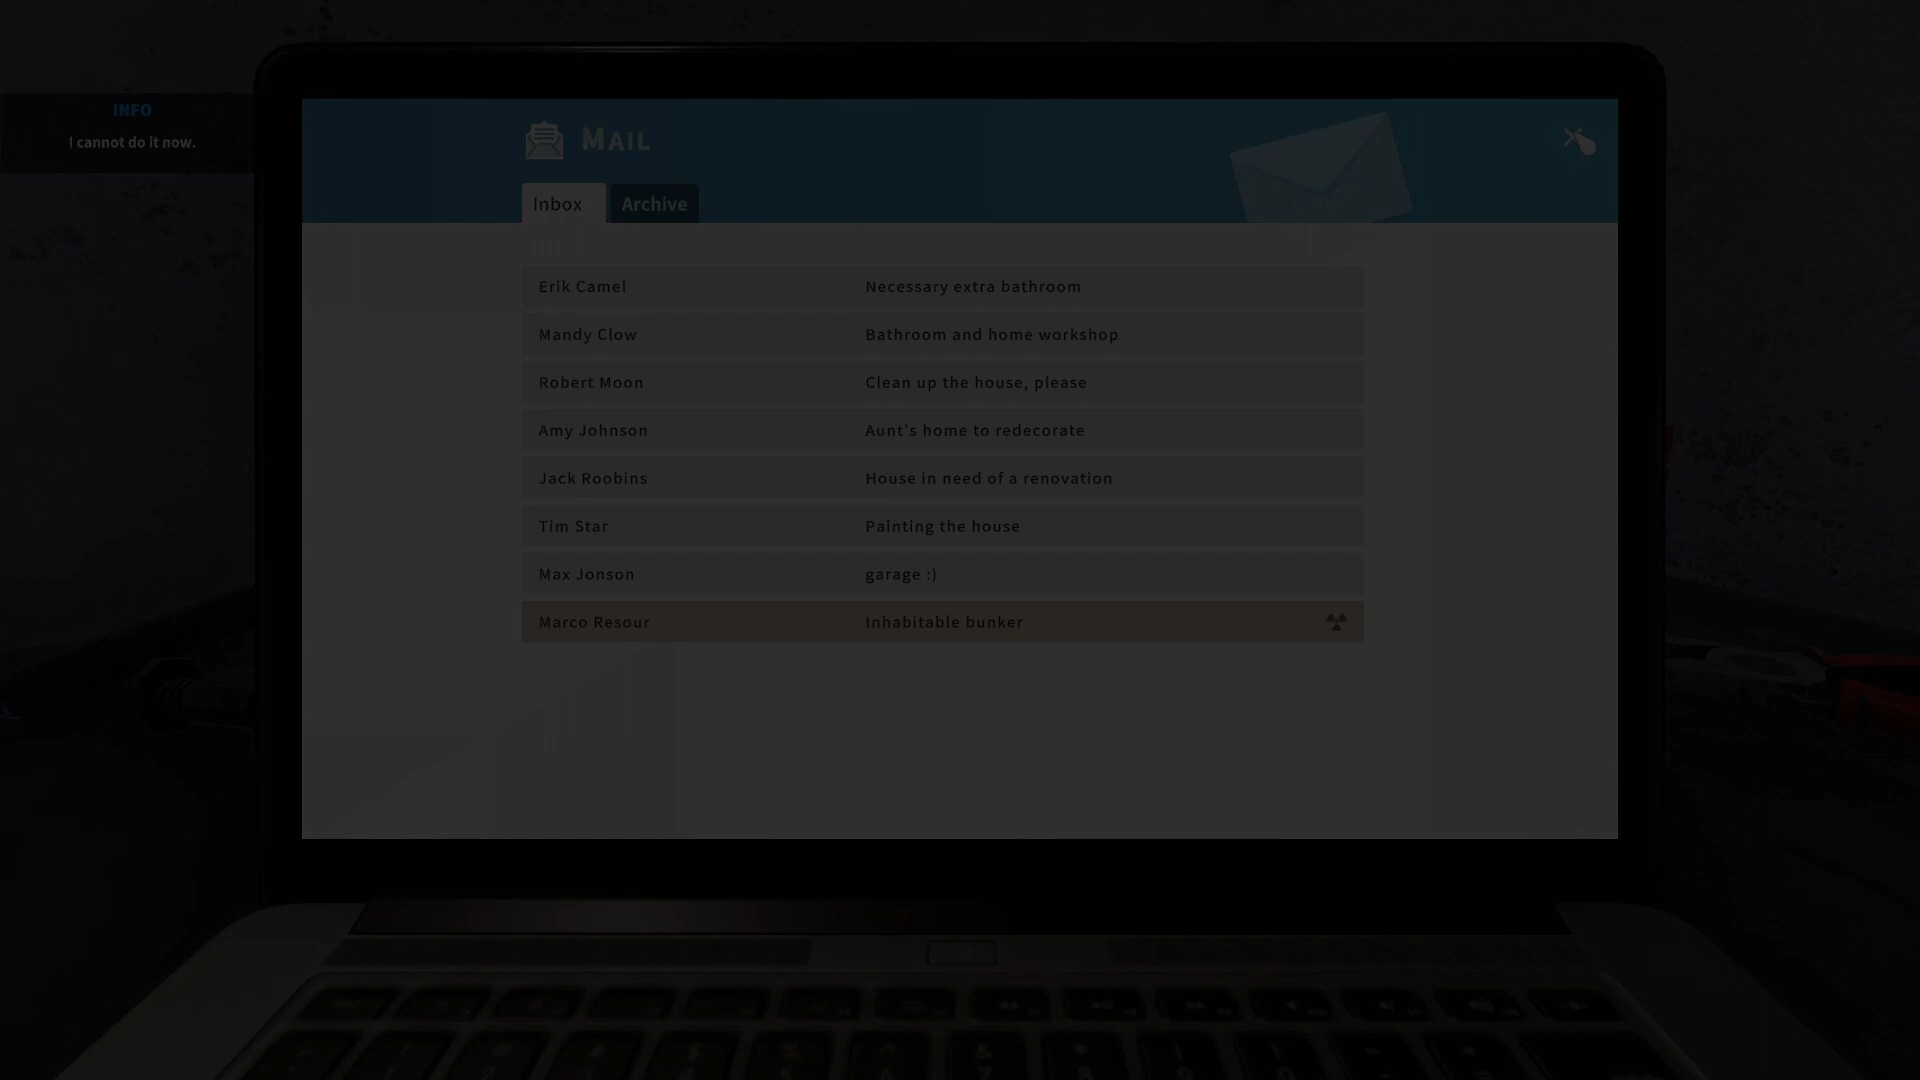 INFO
I cannot do it now.
MAIL
Inbox
Archive
Erik Camel Necessary extra bathroom
Mandy Clow Bathroom and home workshop
Robert Moon Clean up the house, please
Amy Johnson Aunt's home to redecorate
Jack Roobins House in need of a renovation
Tim Star Painting the house
Max Jonson garage :)
Marco Resour Inhabitable bunker